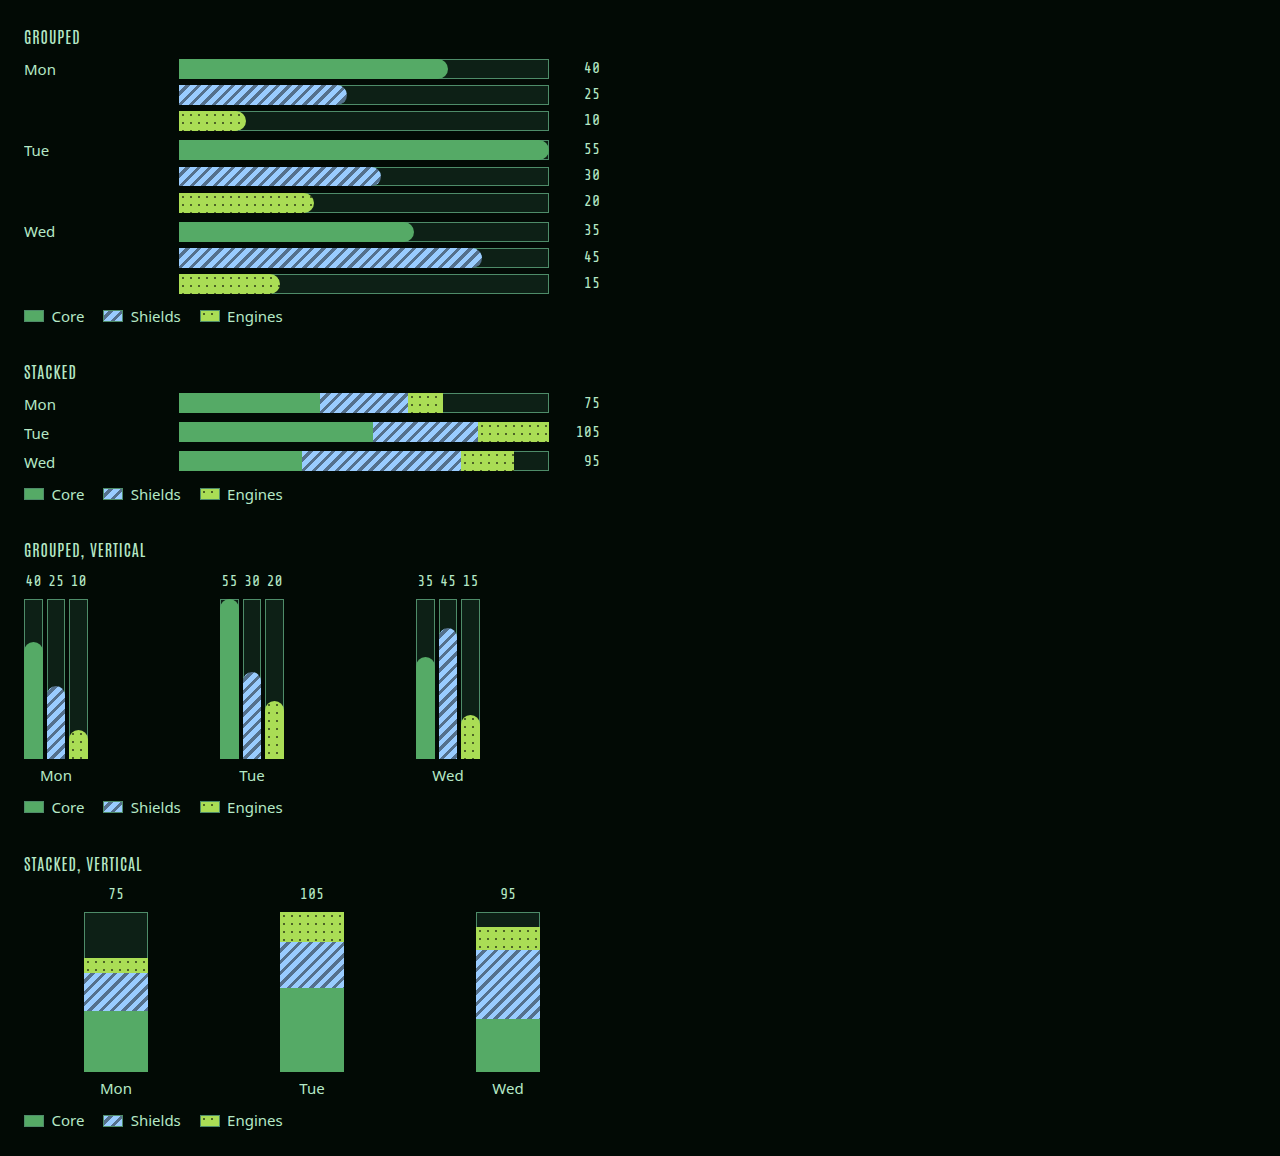 GROUPED
Mon 40
25
10
Tue 55
30
20
Wed 35
45
15
Core Shields Engines
STACKED
Mon 75
Tue 105
Wed 95
Core Shields Engines
GROUPED, VERTICAL
40 25 10 55 30 20 35 45 15
Mon Tue Wed
Core Shields Engines
STACKED, VERTICAL
75 105 95
Mon Tue Wed
Core Shields Engines